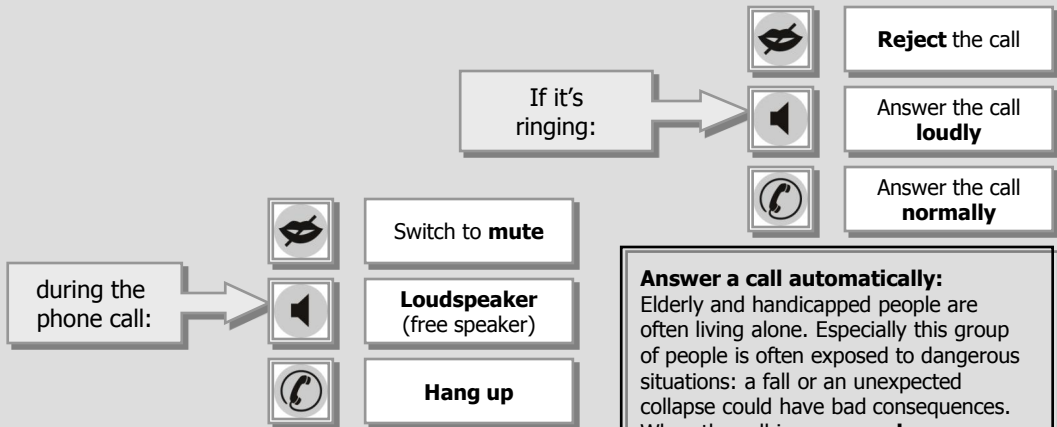 If it's
ringing:
Reject the call
Answer the call
loudly
Answer the call
normally
during the
phone call:
Switch to mute
Loudspeaker
(free speaker)
Hang up
Answer a call automatically:
Elderly and handicapped people are
often living alone. Especially this group
of people is often exposed to dangerous
situations: a fall or an unexpected
collapse could have bad consequences.